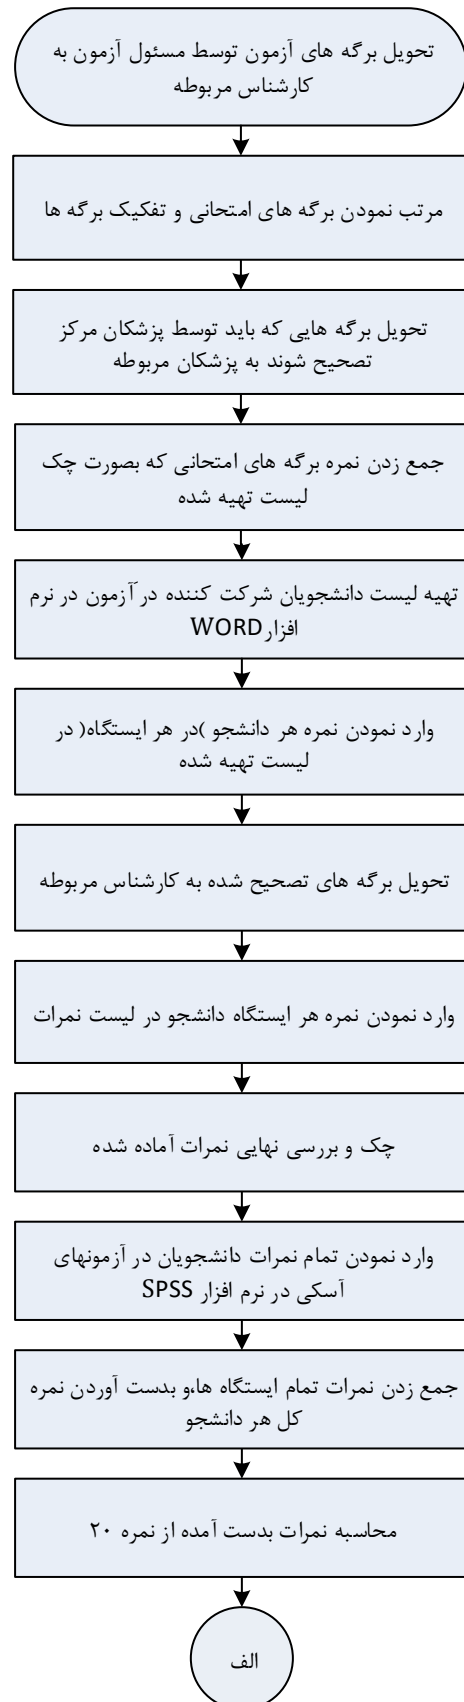 تحویل برگه های آزمون توسط مسئول آزمون به
کارشناس مربوطه
مرتب نمودن برگه های امتحانی و تفکیک برگه ها
تحویل برگه هایی که باید توسط پزشکان مرکز
تصحیح شوند به پزشکان مربوطه
جمع زدن نمره برگه های امتحانی که بصورت چک
لیست تهیه شده
تهیه لیست دانشجویان شرکت کننده در آزمون در نرم
افزار WORD
وارد نمودن نمره هر دانشجو )در هر ایستگاه( در
لیست تهیه شده
تحویل برگه های تصحیح شده به کارشناس مربوطه
وارد نمودن نمره هر ایستگاه دانشجو در لیست نمرات
چک و بررسی نهایی نمرات آماده شده
وارد نمودن تمام نمرات دانشجویان در آزمونهای
آسکی در نرم افزار SPSS
جمع زدن نمرات تمام ایستگاه ها،و بدست آوردن نمره
کل هر دانشجو
محاسبه نمرات بدست آمده از نمره ۲۰
الف